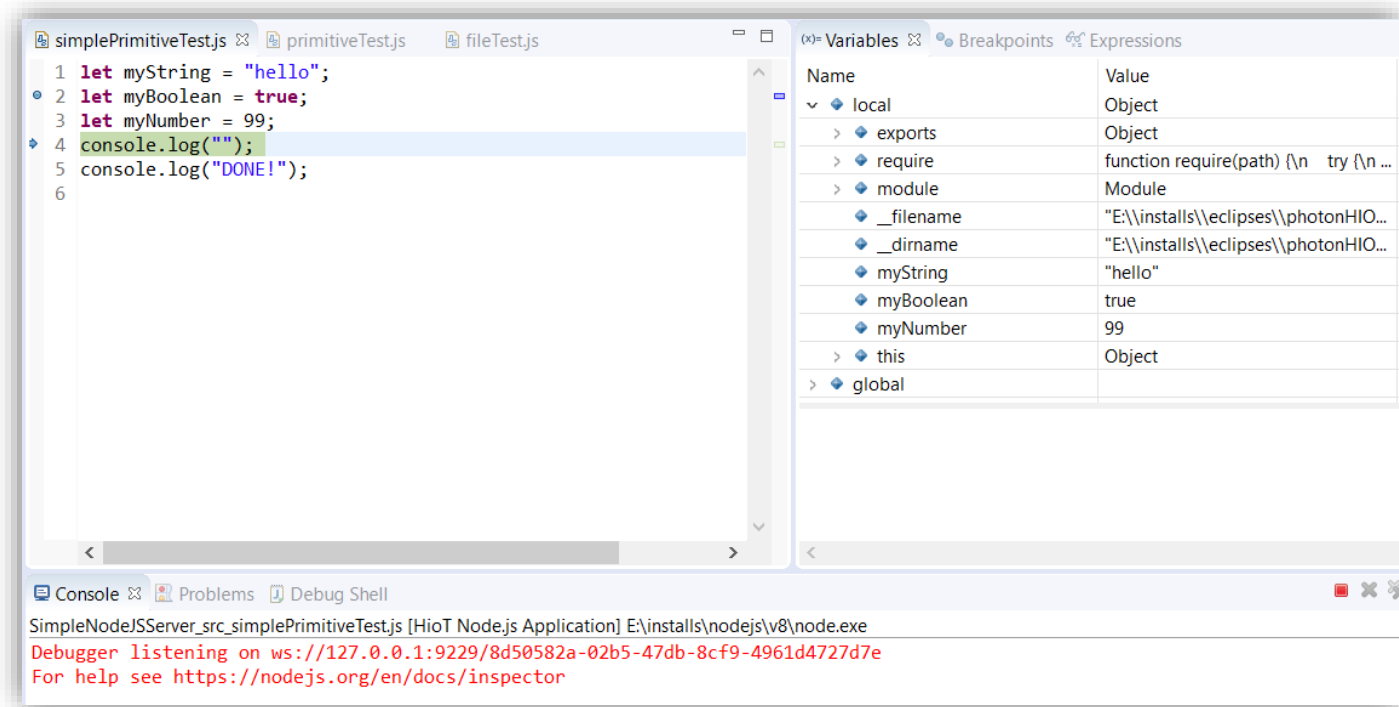 simplePrimitiveTest.js primitiveTest.js fileTest.js
1 let myString = "hello";
2 let myBoolean = true;
3 let myNumber = 99;
4 console.log("");
5 console.log("DONE!");
6
(x)= Variables Breakpoints Expressions
Name Value
local Object
exports Object
require function require(path) {\n try {\n ...
module Module
__filename "E:\\installs\\eclipses\\photonHIO...
__dirname "E:\\installs\\eclipses\\photonHIO...
myString "hello"
myBoolean true
myNumber 99
this Object
global
Console Problems Debug Shell
SimpleNodeJSServer_src_simplePrimitiveTest.js [HioT Node.js Application] E:\installs\nodejs\v8\node.exe
Debugger listening on ws://127.0.0.1:9229/8d50582a-02b5-47db-8cf9-4961d4727d7e
For help see https://nodejs.org/en/docs/inspector